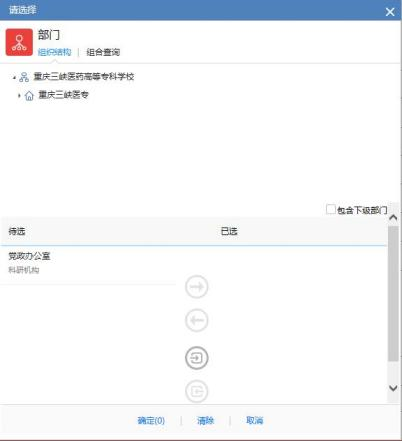 请选择
部门
组织结构 | 组合查询
重庆三峡医药高等专科学校
重庆三峡医专
包含下级部门
待选 已选
党政办公室
科研机构
确定(0) | 清除 | 取消